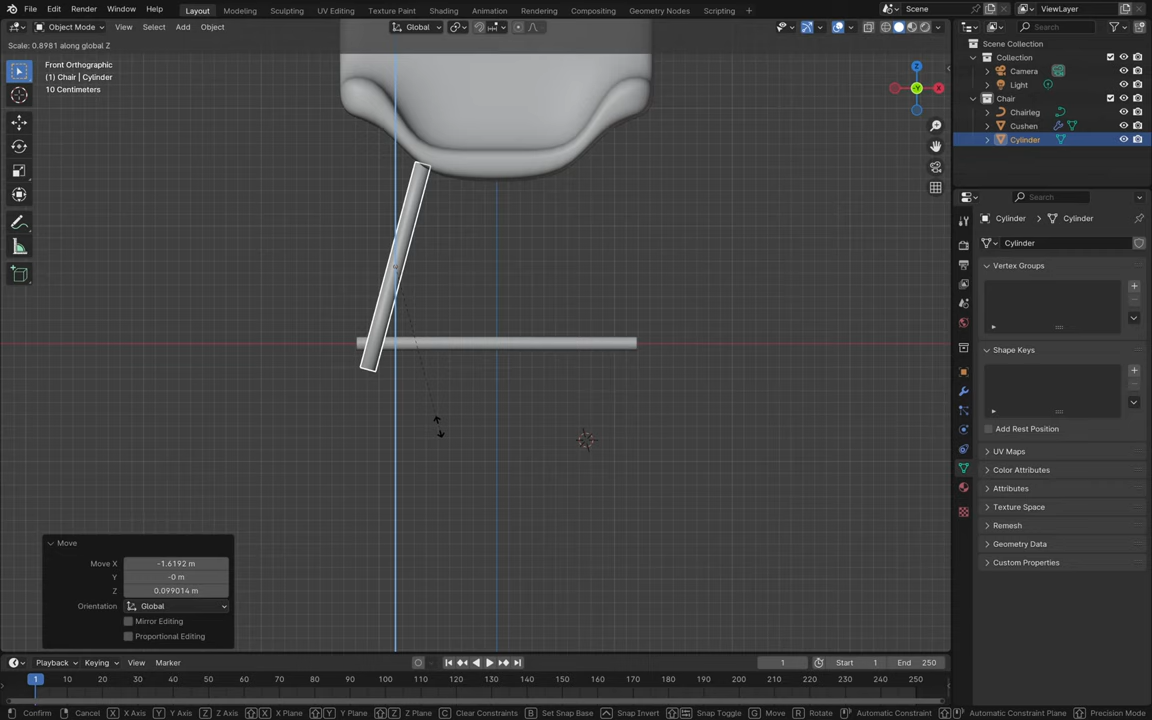 File Edit Render Window Help
Layout Modeling Sculpting UV Editing Texture Paint Shading Animation Rendering Compositing Geometry Nodes Scripting
Scene
ViewLayer
Object Mode View Select Add Object
Global
Search
Scale: 0.8981 along global Z
Front Orthographic
(1) Chair | Cylinder
10 Centimeters
Z
X
-Y
Scene Collection
Collection
Camera
Light
Chair
Chairleg
Cushen
Cylinder
Search
Cylinder Cylinder
Cylinder
Vertex Groups
Shape Keys
Add Rest Position
UV Maps
Color Attributes
Attributes
Texture Space
Remesh
Geometry Data
Custom Properties
Move
Move X -1.6192 m
Y -0 m
Z 0.099014 m
Orientation Global
Mirror Editing
Proportional Editing
Playback Keying View Marker
1
Start 1
End 250
1 10 20 30 40 50 60 70 80 90 100 110 120 130 140 150 160 170 180 190 200 210 220 230 240 250
Confirm Cancel X X Axis Y Y Axis Z Z Axis X X Plane Y Y Plane Z Z Plane C Clear Constraints B Set Snap Base Snap Invert Snap Toggle G Move R Rotate Automatic Constraint Automatic Constraint Plane Precision Mode